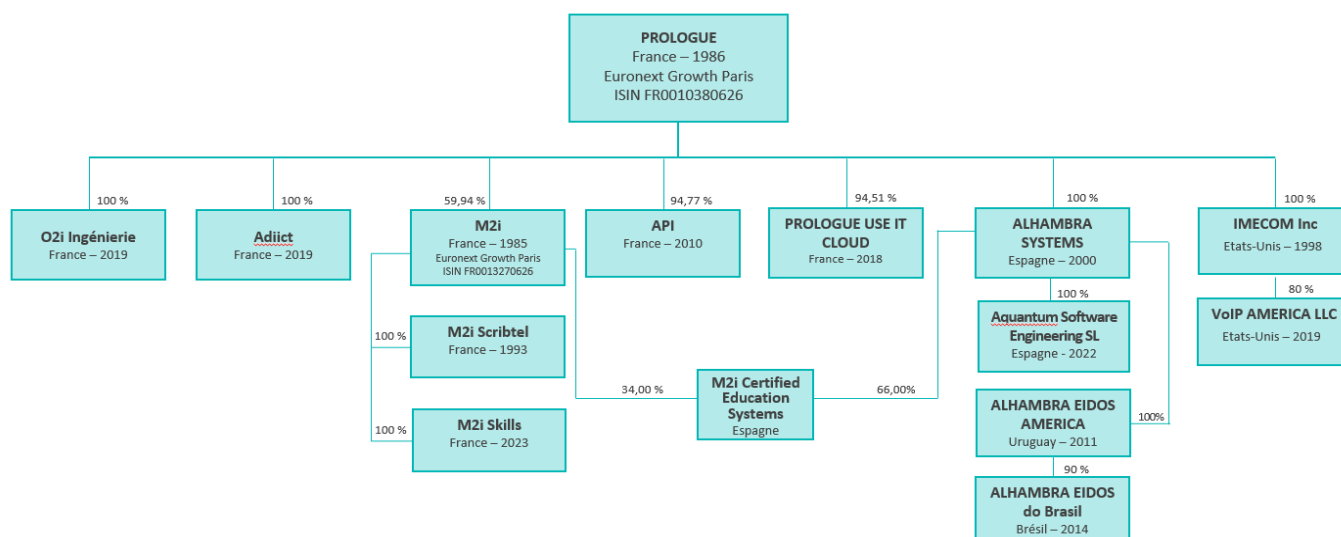 PROLOGUE
France – 1986
Euronext Growth Paris
ISIN FR0010380626
100 %
100 %
59,94 %
94,77 %
94,51 %
100 %
100 %
O2i Ingénierie
France – 2019
Adiict
France – 2019
M2i
France – 1985
Euronext Growth Paris
ISIN FR0013270626
API
France – 2010
PROLOGUE USE IT
CLOUD
France – 2018
ALHAMBRA
SYSTEMS
Espagne – 2000
IMECOM Inc
Etats-Unis – 1998
100 %
80 %
100 %
M2i Scribtel
France – 1993
Aquantum Software
Engineering SL
Espagne - 2022
VoIP AMERICA LLC
Etats-Unis – 2019
34,00 %
M2i Certified
Education
Systems
Espagne
66,00%
ALHAMBRA EIDOS
AMERICA
Uruguay – 2011
100%
100 %
M2i Skills
France – 2023
90 %
ALHAMBRA EIDOS
do Brasil
Brésil – 2014